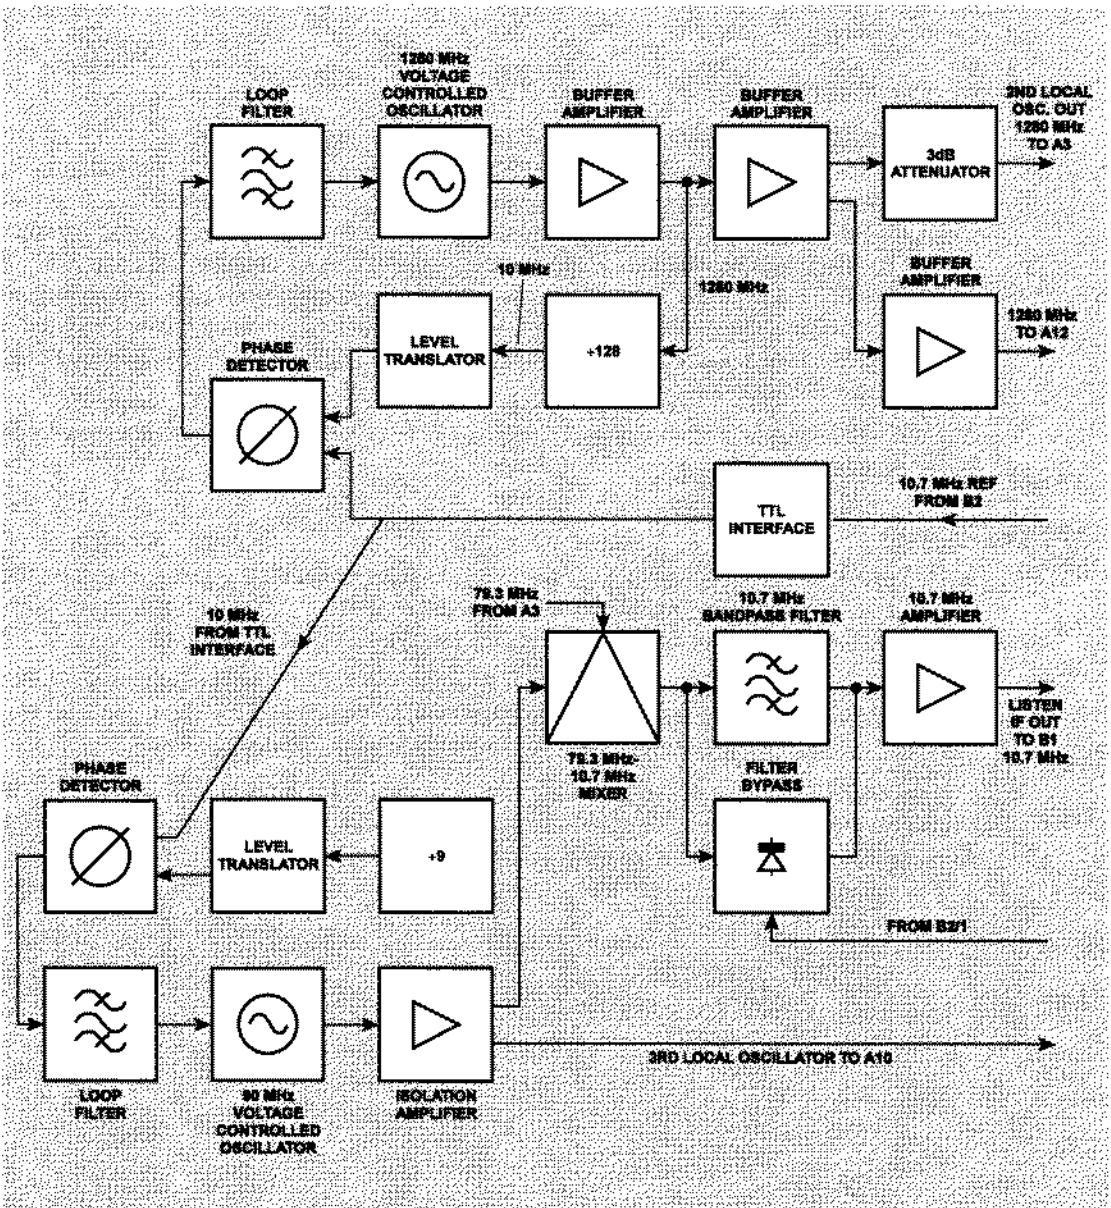 1280 MHz
VOLTAGE
CONTROLLED
OSCILLATOR
LOOP
FILTER
BUFFER
AMPLIFIER
BUFFER
AMPLIFIER
2ND LOCAL
OSC. OUT
1280 MHz
TO A3
3dB
ATTENUATOR
10 MHz
1280 MHz
BUFFER
AMPLIFIER
1280 MHz
TO A12
PHASE
DETECTOR
LEVEL
TRANSLATOR
÷128
10.7 MHz REF
FROM B2
TTL
INTERFACE
10 MHz
FROM TTL
INTERFACE
79.3 MHz
FROM A3
10.7 MHz
BANDPASS FILTER
10.7 MHz
AMPLIFIER
LISTEN
IF OUT
TO B1
10.7 MHz
79.3 MHz-
10.7 MHz
MIXER
FILTER
BYPASS
PHASE
DETECTOR
LEVEL
TRANSLATOR
÷9
FROM B2/1
3RD LOCAL OSCILLATOR TO A10
LOOP
FILTER
90 MHz
VOLTAGE
CONTROLLED
OSCILLATOR
ISOLATION
AMPLIFIER